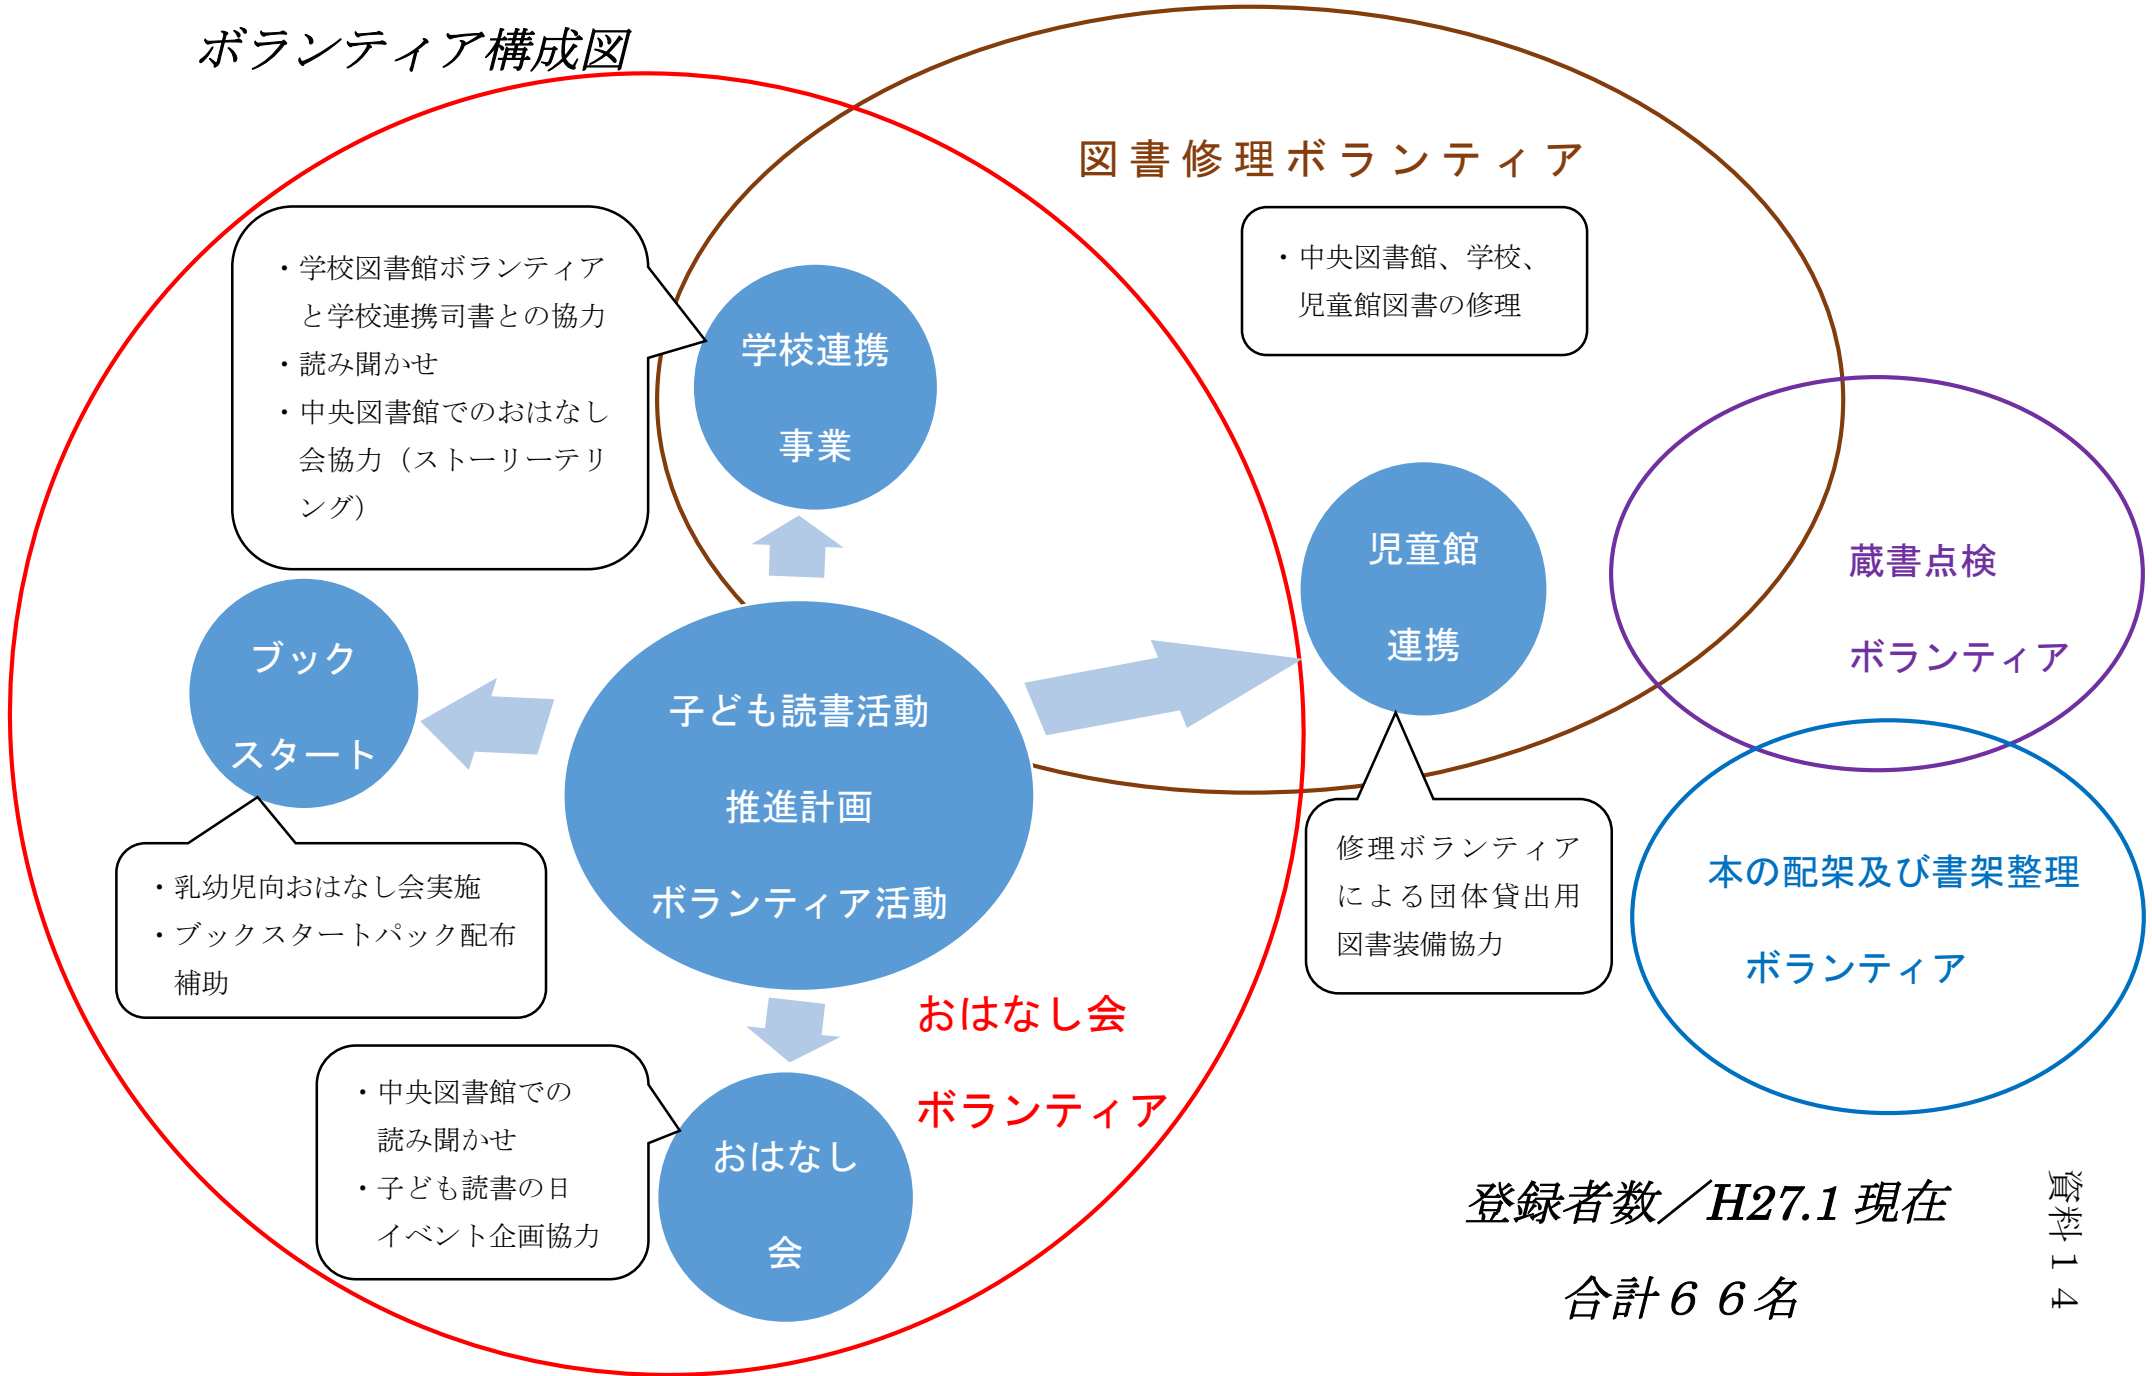 ボランティア構成図
図書修理ボランティア
・中央図書館、学校、
児童館図書の修理
・学校図書館ボランティア
と学校連携司書との協力
・読み聞かせ
・中央図書館でのおはなし
会協力（ストーリーテリ
ング）
学校連携
事業
児童館
連携
蔵書点検
ボランティア
ブック
スタート
子ども読書活動
推進計画
ボランティア活動
修理ボランティア
による団体貸出用
図書装備協力
本の配架及び書架整理
ボランティア
・乳幼児向おはなし会実施
・ブックスタートパック配布
補助
おはなし会
ボランティア
・中央図書館での
読み聞かせ
・子ども読書の日
イベント企画協力
おはなし
会
登録者数／H27.1 現在
合計６６名
資料１４